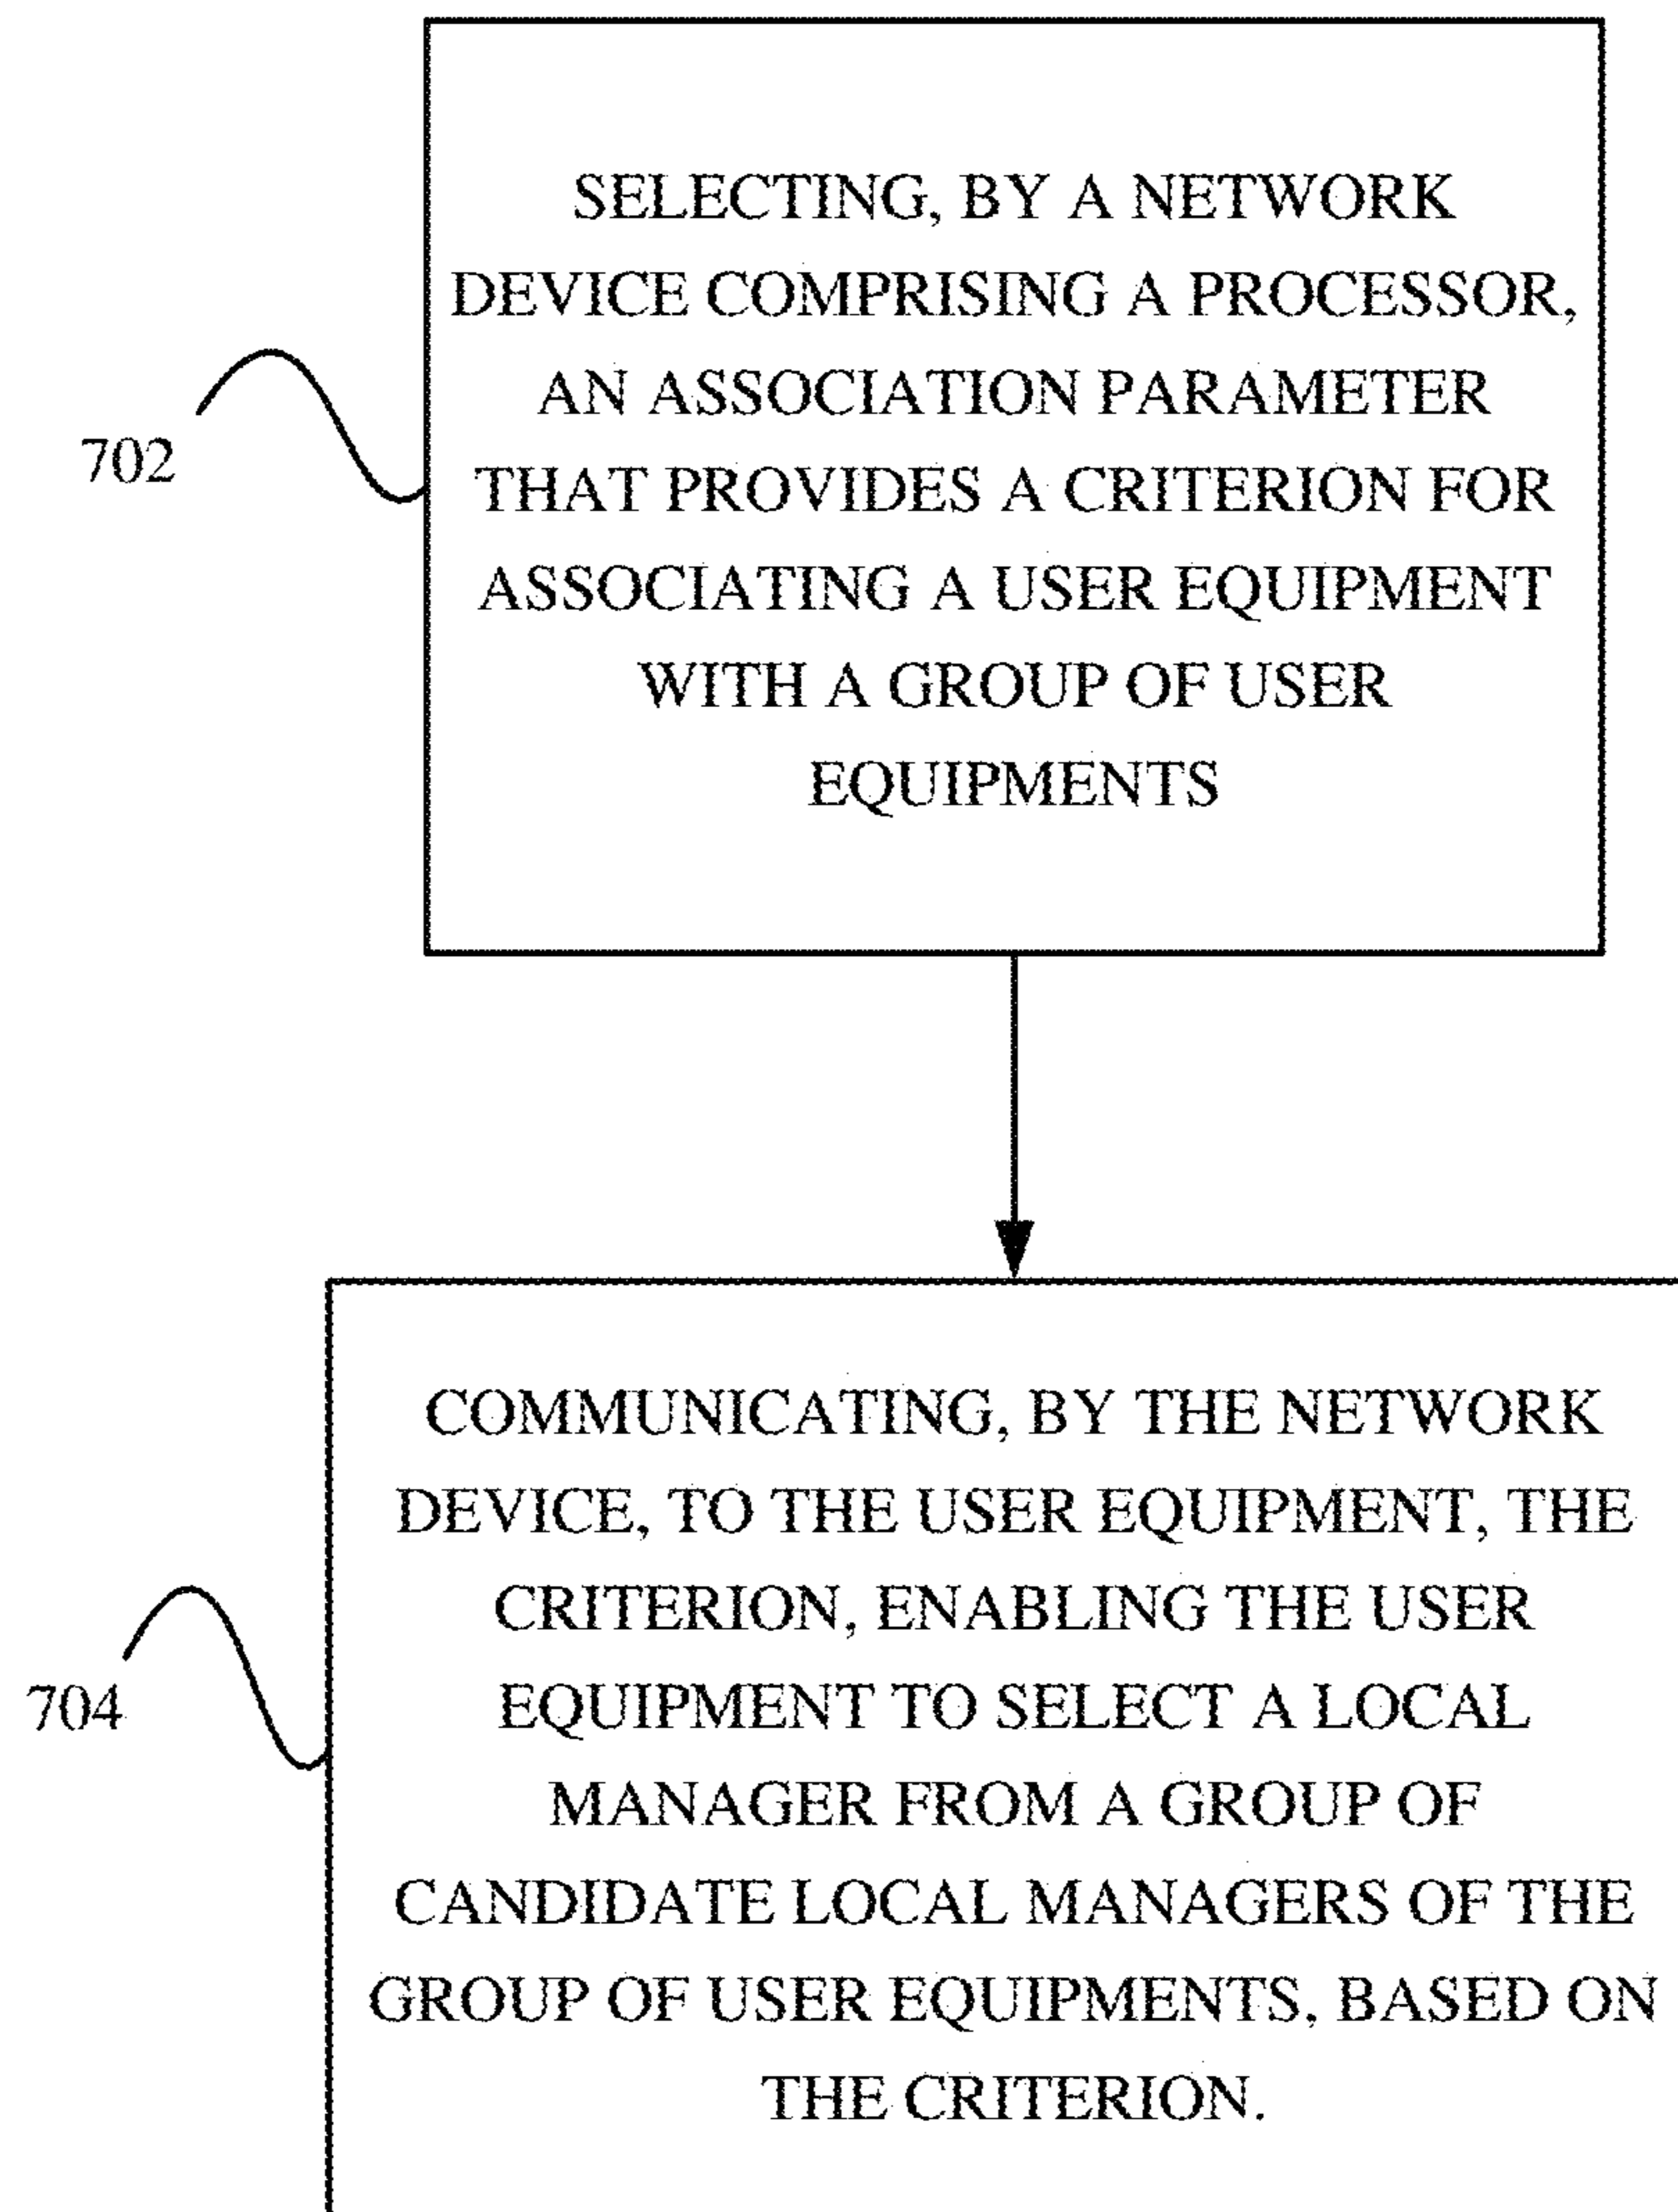 SELECTING, BY A NETWORK
DEVICE COMPRISING A PROCESSOR,
AN ASSOCIATION PARAMETER
THAT PROVIDES A CRITERION FOR
ASSOCIATING A USER EQUIPMENT
WITH A GROUP OF USER
EQUIPMENTS
702
COMMUNICATING, BY THE NETWORK
DEVICE, TO THE USER EQUIPMENT, THE
CRITERION, ENABLING THE USER
EQUIPMENT TO SELECT A LOCAL
MANAGER FROM A GROUP OF
CANDIDATE LOCAL MANAGERS OF THE
GROUP OF USER EQUIPMENTS, BASED ON
THE CRITERION.
704